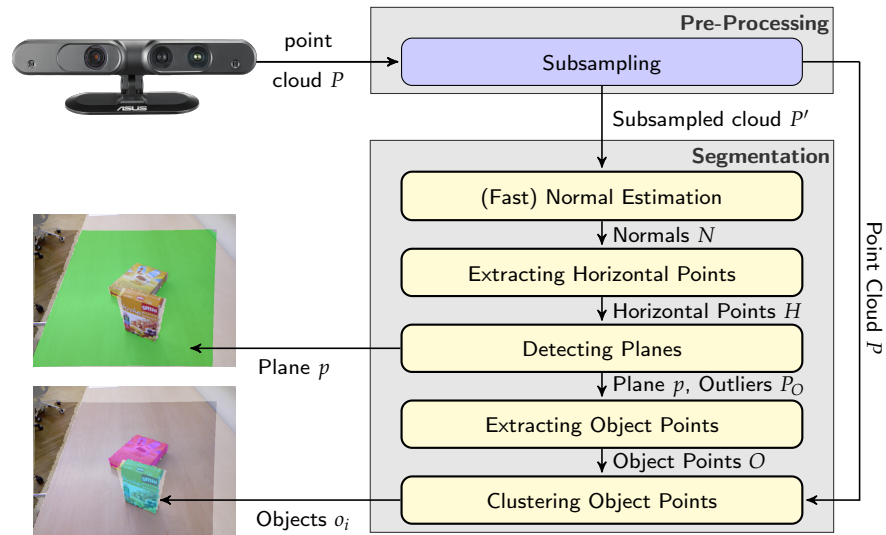 point
cloud P
ASUS
Pre-Processing
Subsampling
Subsampled cloud P′
Segmentation
(Fast) Normal Estimation
Normals N
Extracting Horizontal Points
Horizontal Points H
Detecting Planes
Plane p
Plane p, Outliers P_O
Extracting Object Points
Object Points O
Clustering Object Points
Objects o_i
Point Cloud P